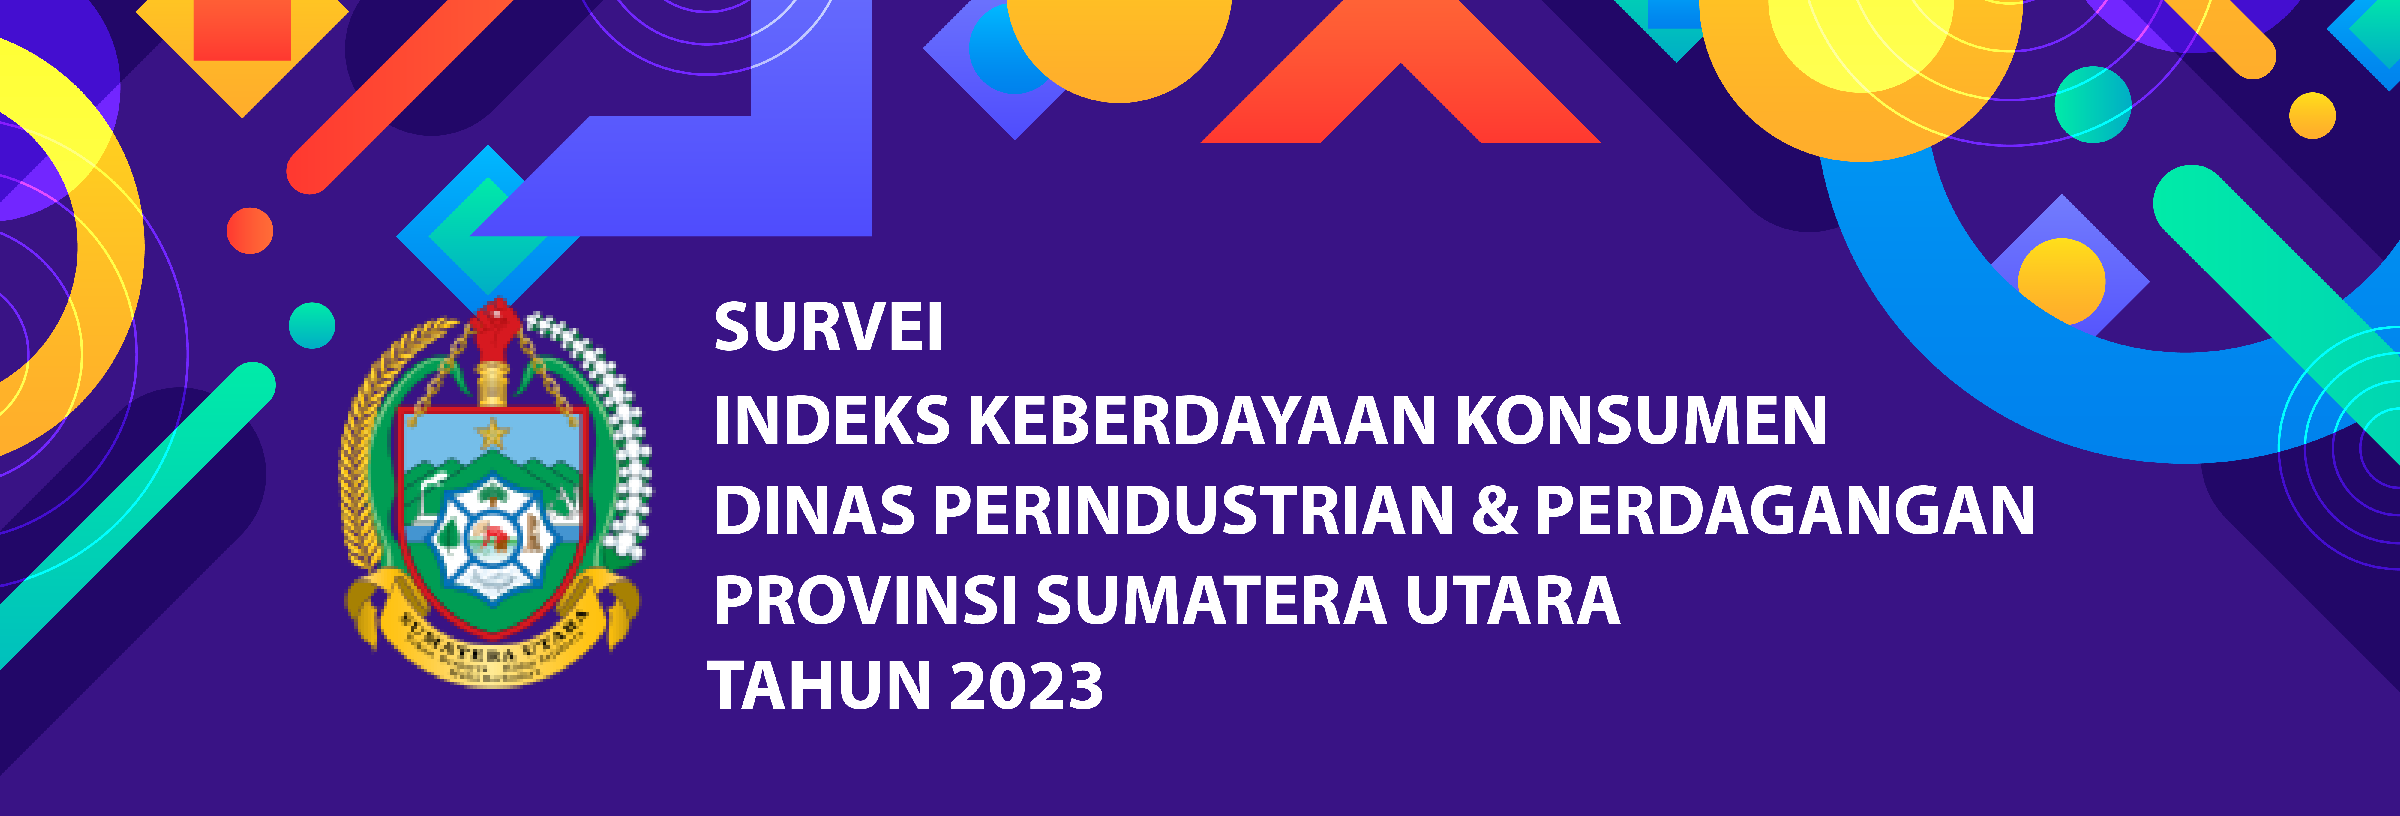 SURVEI
INDEKS KEBERDAYAAN KONSUMEN
DINAS PERINDUSTRIAN & PERDAGANGAN
PROVINSI SUMATERA UTARA
TAHUN 2023
SUMATERA UTARA